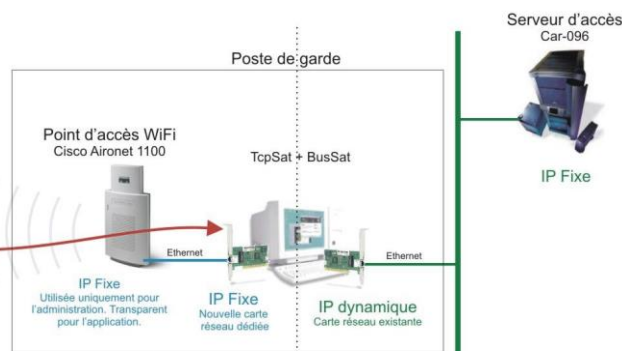 Serveur d'accès
Car-096
IP Fixe
Poste de garde
Point d'accès WiFi
Cisco Aironet 1100
TcpSat + BusSat
Ethernet
Ethernet
IP Fixe
Utilisée uniquement pour
l'administration. Transparent
pour l'application.
IP Fixe
Nouvelle carte
réseau dédiée
IP dynamique
Carte réseau existante